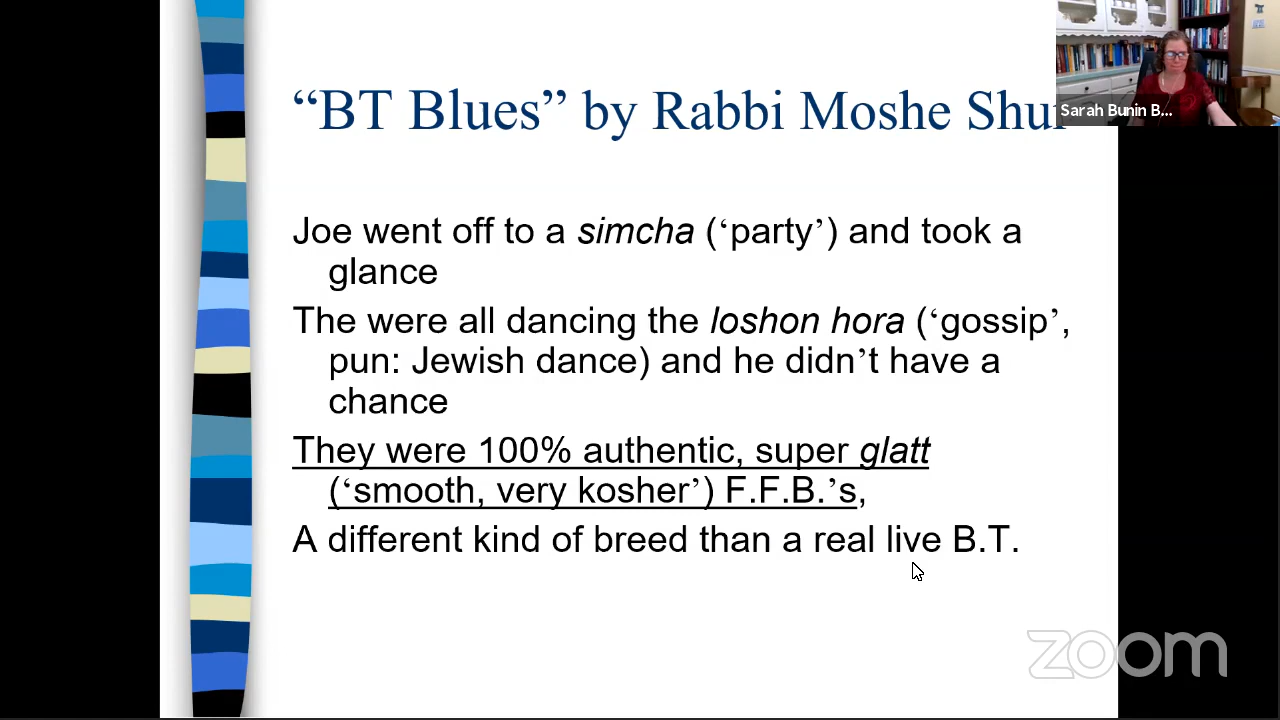 “BT Blues” by Rabbi Moshe Shur
Sarah Bunin B...
Joe went off to a simcha (‘party’) and took a
glance
The were all dancing the loshon hora (‘gossip’,
pun: Jewish dance) and he didn’t have a
chance
They were 100% authentic, super glatt
(‘smooth, very kosher’) F.F.B.’s,
A different kind of breed than a real live B.T.
zoom